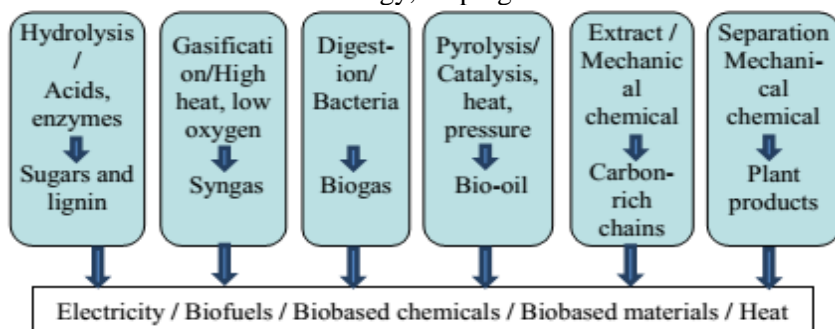 Hydrolysis
/
Acids,
enzymes
Sugars and
lignin
Gasificati
on/High
heat, low
oxygen
Syngas
Digest-
ion/
Bacteria
Biogas
Pyrolysis/
Catalysis,
heat,
pressure
Bio-oil
Extract /
Mechanic
al
chemical
Carbon-
rich
chains
Separation
Mechani-
cal
chemical
Plant
products
Electricity / Biofuels / Biobased chemicals / Biobased materials / Heat